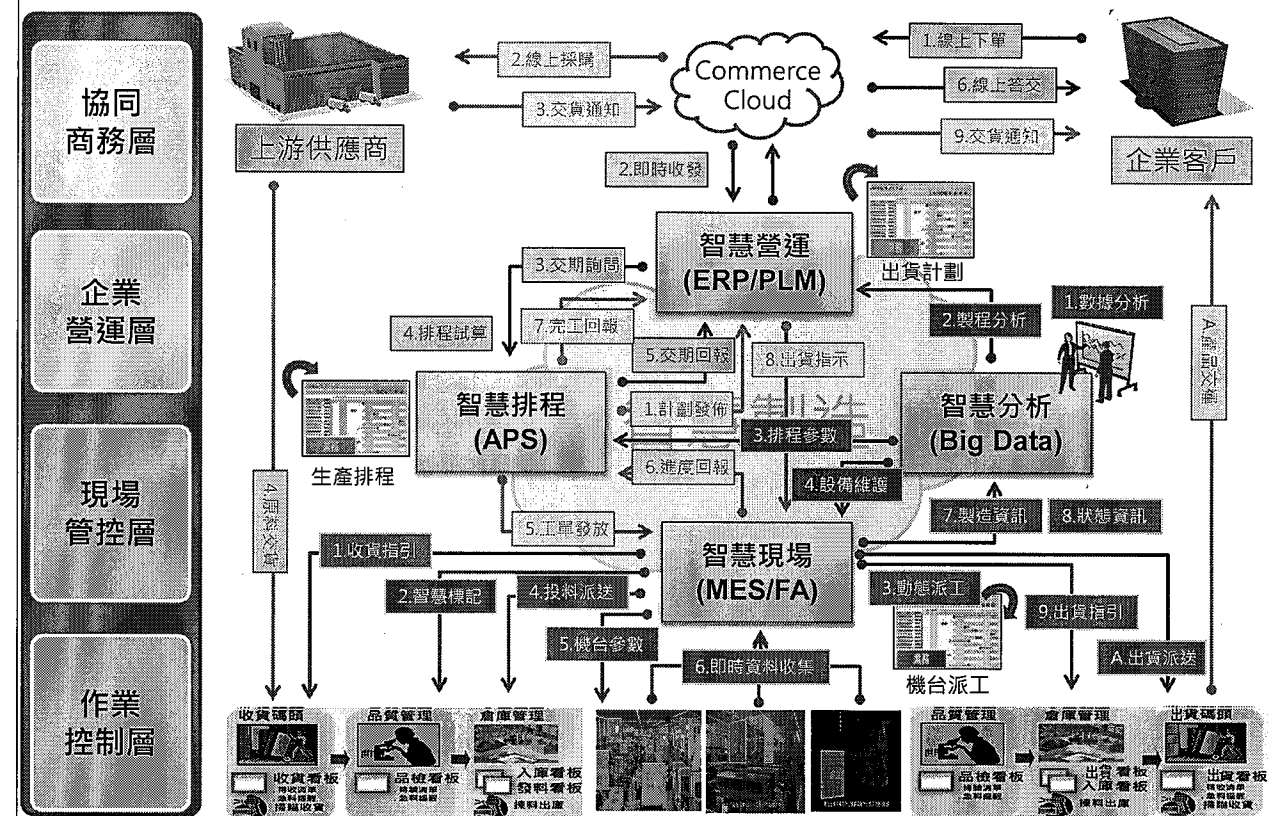 協同
商務層
企業
營運層
現場
管控層
作業
控制層
上游供應商
2.線上採購
3.交貨通知
Commerce
Cloud
1.線上下單
6.線上答交
9.交貨通知
企業客戶
2.即時收發
智慧營運
(ERP/PLM)
出貨計劃
3.交期詢問
7.完工回報
4.排程試算
5.交期回報
8.出貨指示
2.製程分析
1.數據分析
智慧排程
(APS)
生產排程
1.計劃發佈
3.排程參數
6.進度回報
智慧分析
(Big Data)
4.設備維護
7.製造資訊
8.狀態資訊
5.工單發放
智慧現場
(MES/FA)
1.收貨指引
2.智慧標記
4.投料派送
5.機台參數
6.即時資料收集
3.動態派工
機台派工
9.出貨指引
A.出貨派送
收貨碼頭
品質管理
倉庫管理
收貨看板
掃瞄收貨
品檢看板
入庫看板
發料看板
揀料出庫
品質管理
倉庫管理
出貨碼頭
品檢看板
出貨看板
入庫看板
揀料出庫
出貨看板
掃瞄收貨